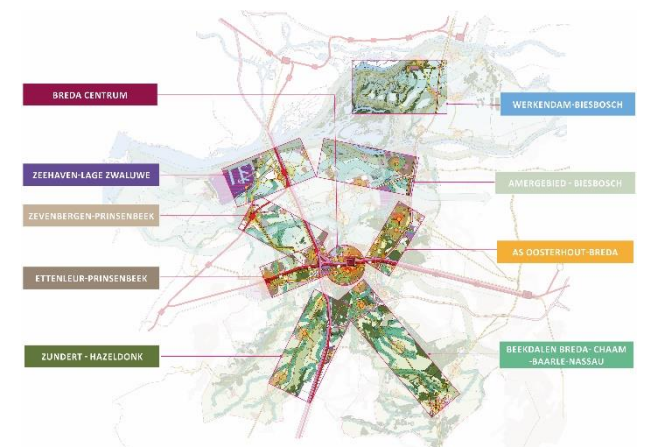 BREDA CENTRUM
ZEEHAVEN-LAGE ZWALUWE
ZEVENBERGEN-PRINSENBEEK
ETTENLEUR-PRINSENBEEK
ZUNDERT - HAZELDONK
WERKENDAM-BIESBOSCH
AMERGEBIED - BIESBOSCH
AS OOSTERHOUT-BREDA
BEEKDALEN BREDA- CHAAM
-BAARLE-NASSAU